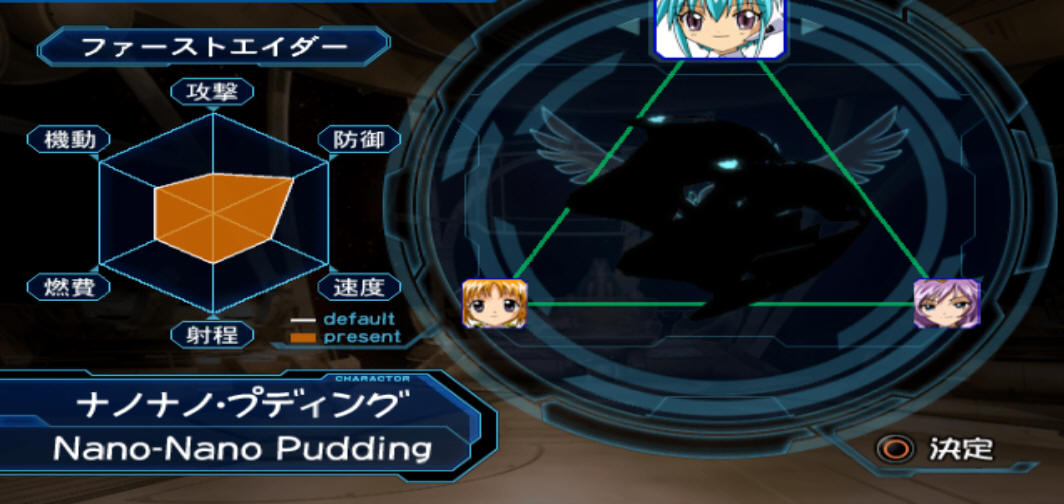 ファーストエイダー
攻撃
機動
防御
燃費
速度
射程
default
present
CHARACTOR
ナノナノ・プディング
Nano-Nano Pudding
決定